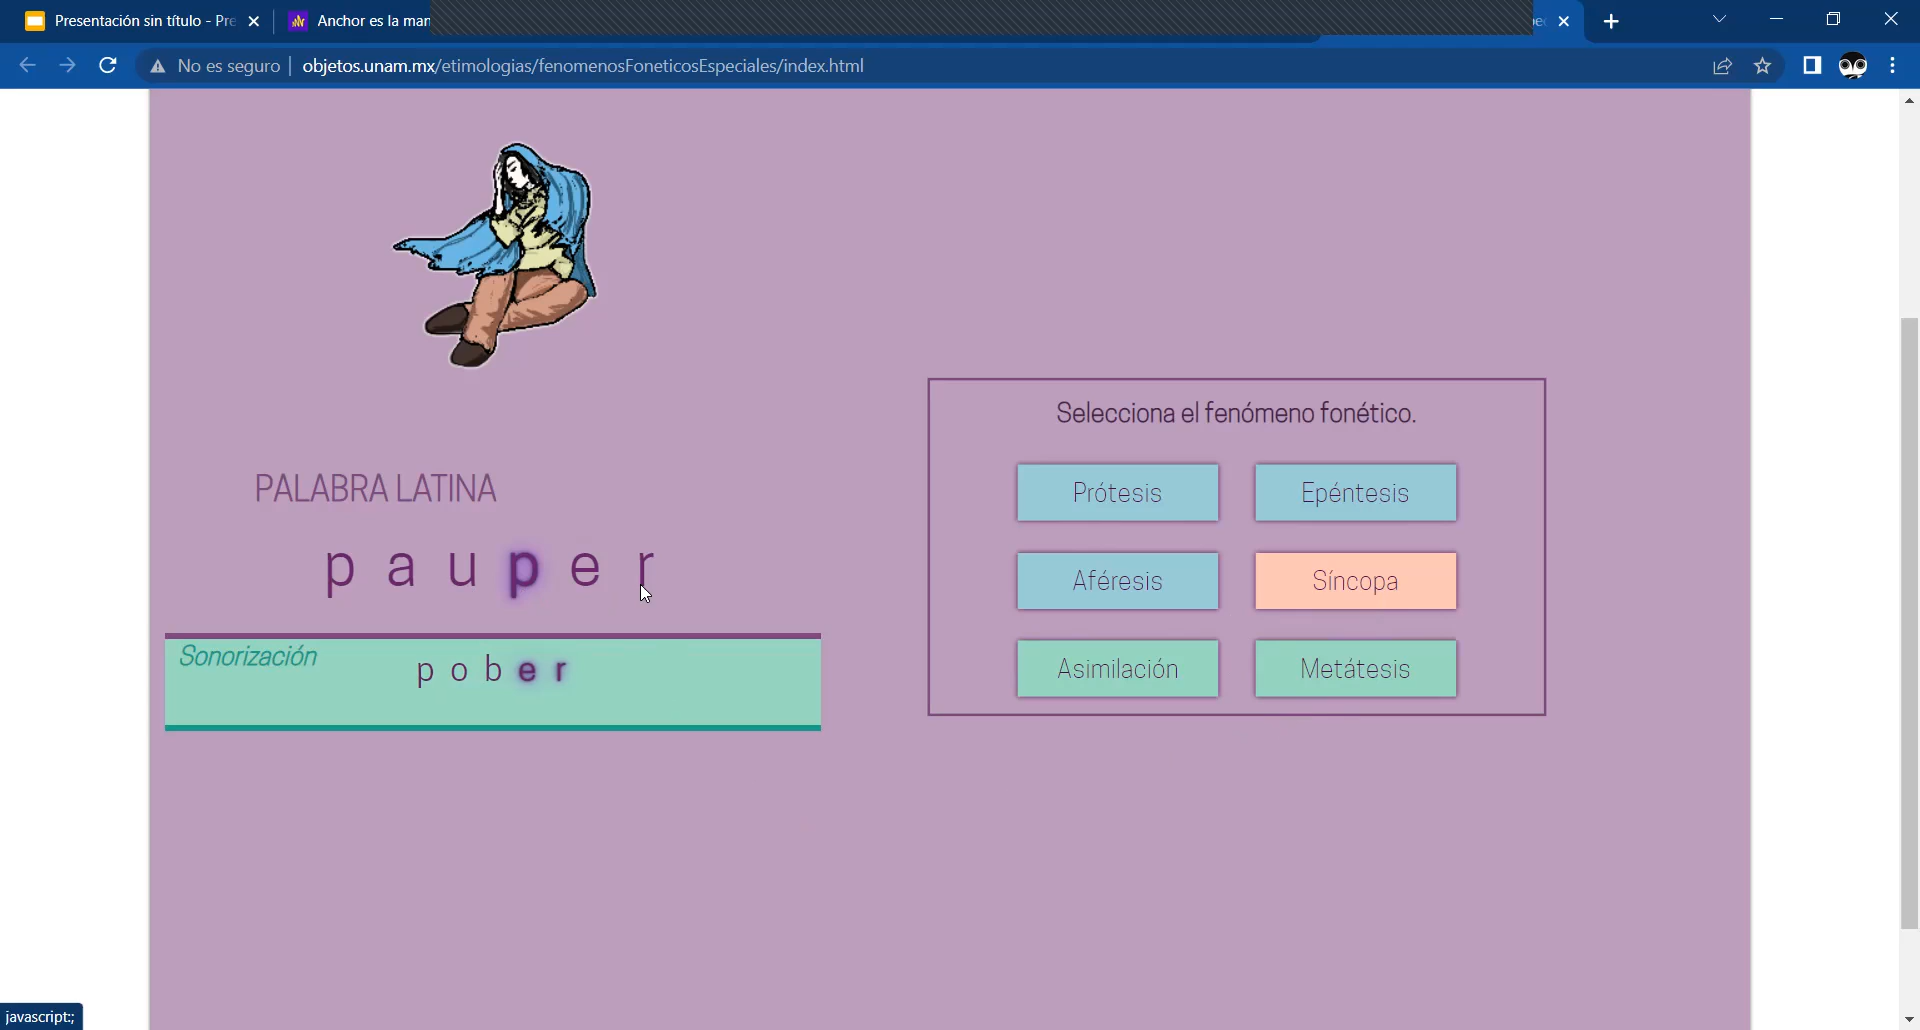 Presentación sin título - Pre
Anchor es la man
No es seguro objetos.unam.mx/etimologias/fenomenosFoneticosEspeciales/index.html
PALABRA LATINA
p a u p e r
Sonorización
p o b e r
Selecciona el fenómeno fonético.
Prótesis Epéntesis
Aféresis Síncopa
Asimilación Metátesis
javascript:;